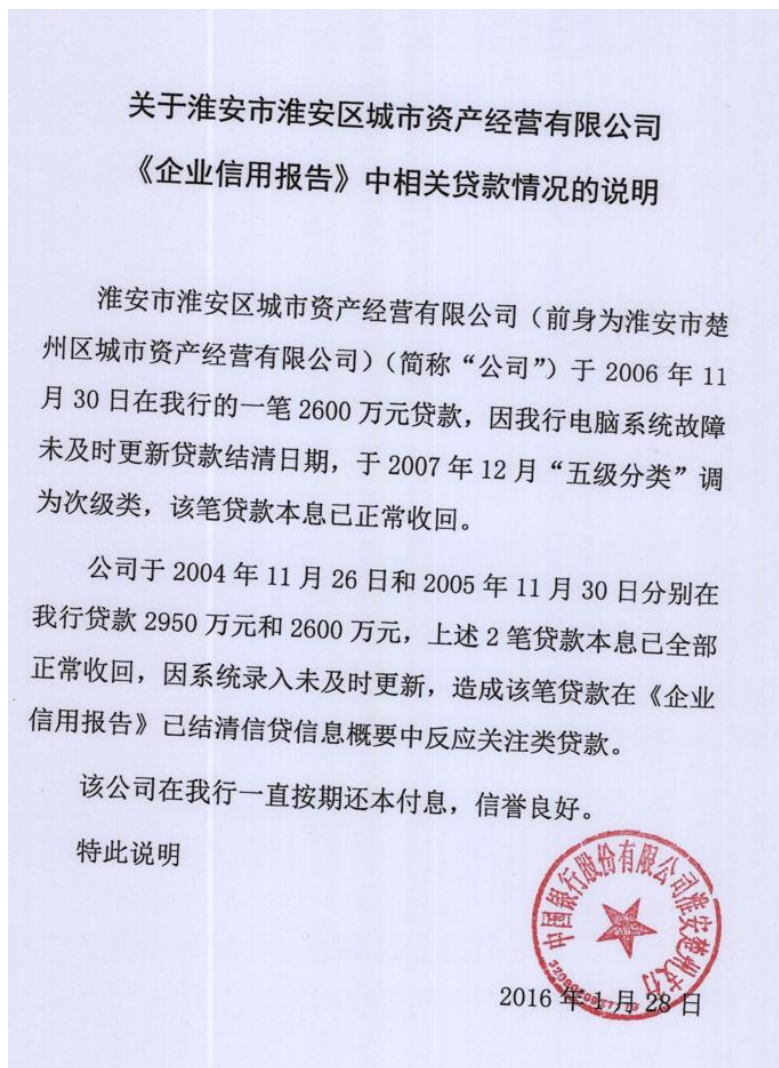 关于淮安市淮安区城市资产经营有限公司
《企业信用报告》中相关贷款情况的说明
淮安市淮安区城市资产经营有限公司（前身为淮安市楚
州区城市资产经营有限公司）（简称“公司”）于 2006 年 11
月 30 日在我行的一笔 2600 万元贷款，因我行电脑系统故障
未及时更新贷款结清日期，于 2007 年 12 月“五级分类”调
为次级类，该笔贷款本息已正常收回。
公司于 2004 年 11 月 26 日和 2005 年 11 月 30 日分别在
我行贷款 2950 万元和 2600 万元，上述 2 笔贷款本息已全部
正常收回，因系统录入未及时更新，造成该笔贷款在《企业
信用报告》已结清信贷信息概要中反应关注类贷款。
该公司在我行一直按期还本付息，信誉良好。
特此说明
中国银行股份有限公司淮安楚州支行
2016 年 1 月 28 日